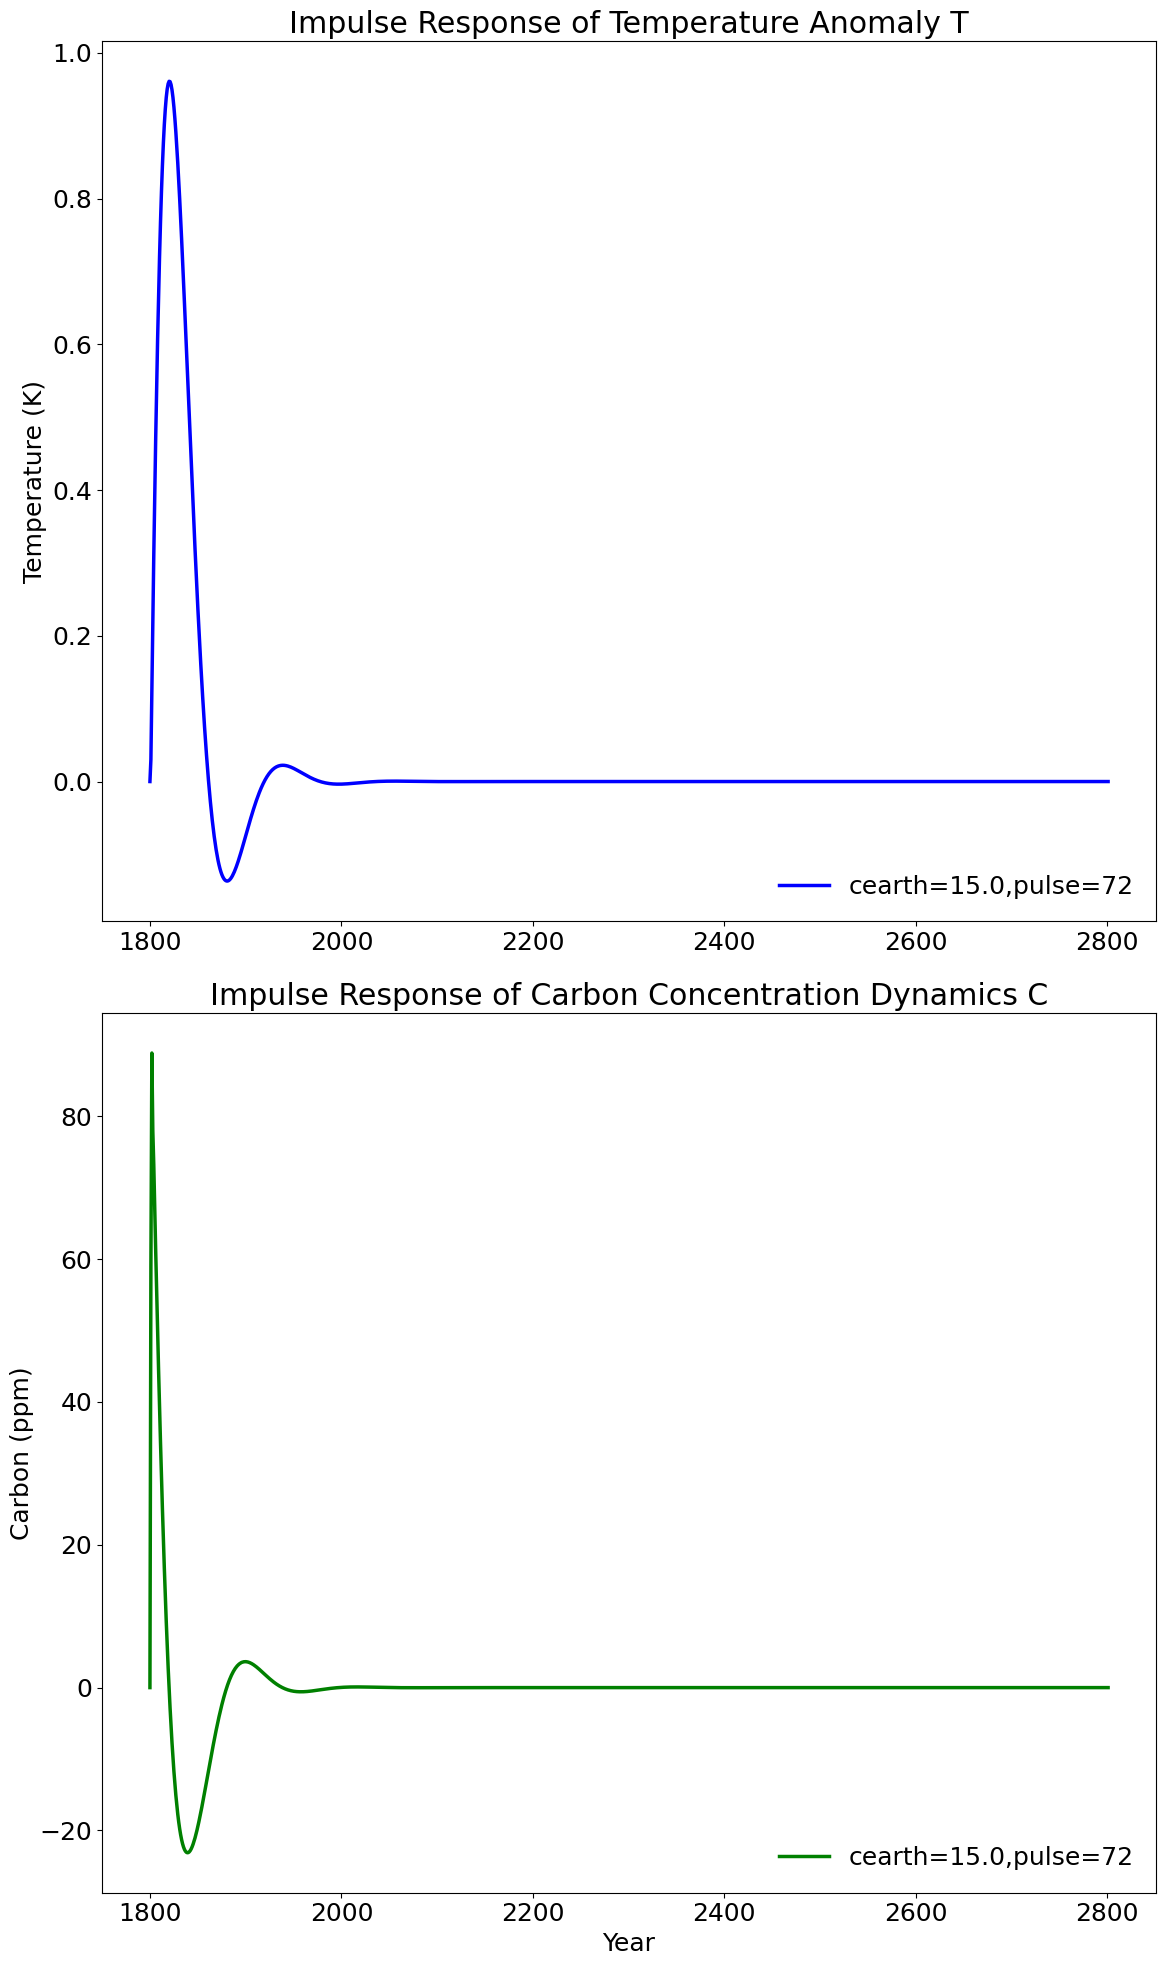 Impulse Response of Temperature Anomaly T
1.0
0.8
0.6
0.4
0.2
0.0
Temperature (K)
cearth=15.0,pulse=72
1800 2000 2200 2400 2600 2800
Impulse Response of Carbon Concentration Dynamics C
80
60
40
20
0
−20
Carbon (ppm)
cearth=15.0,pulse=72
1800 2000 2200 2400 2600 2800
Year